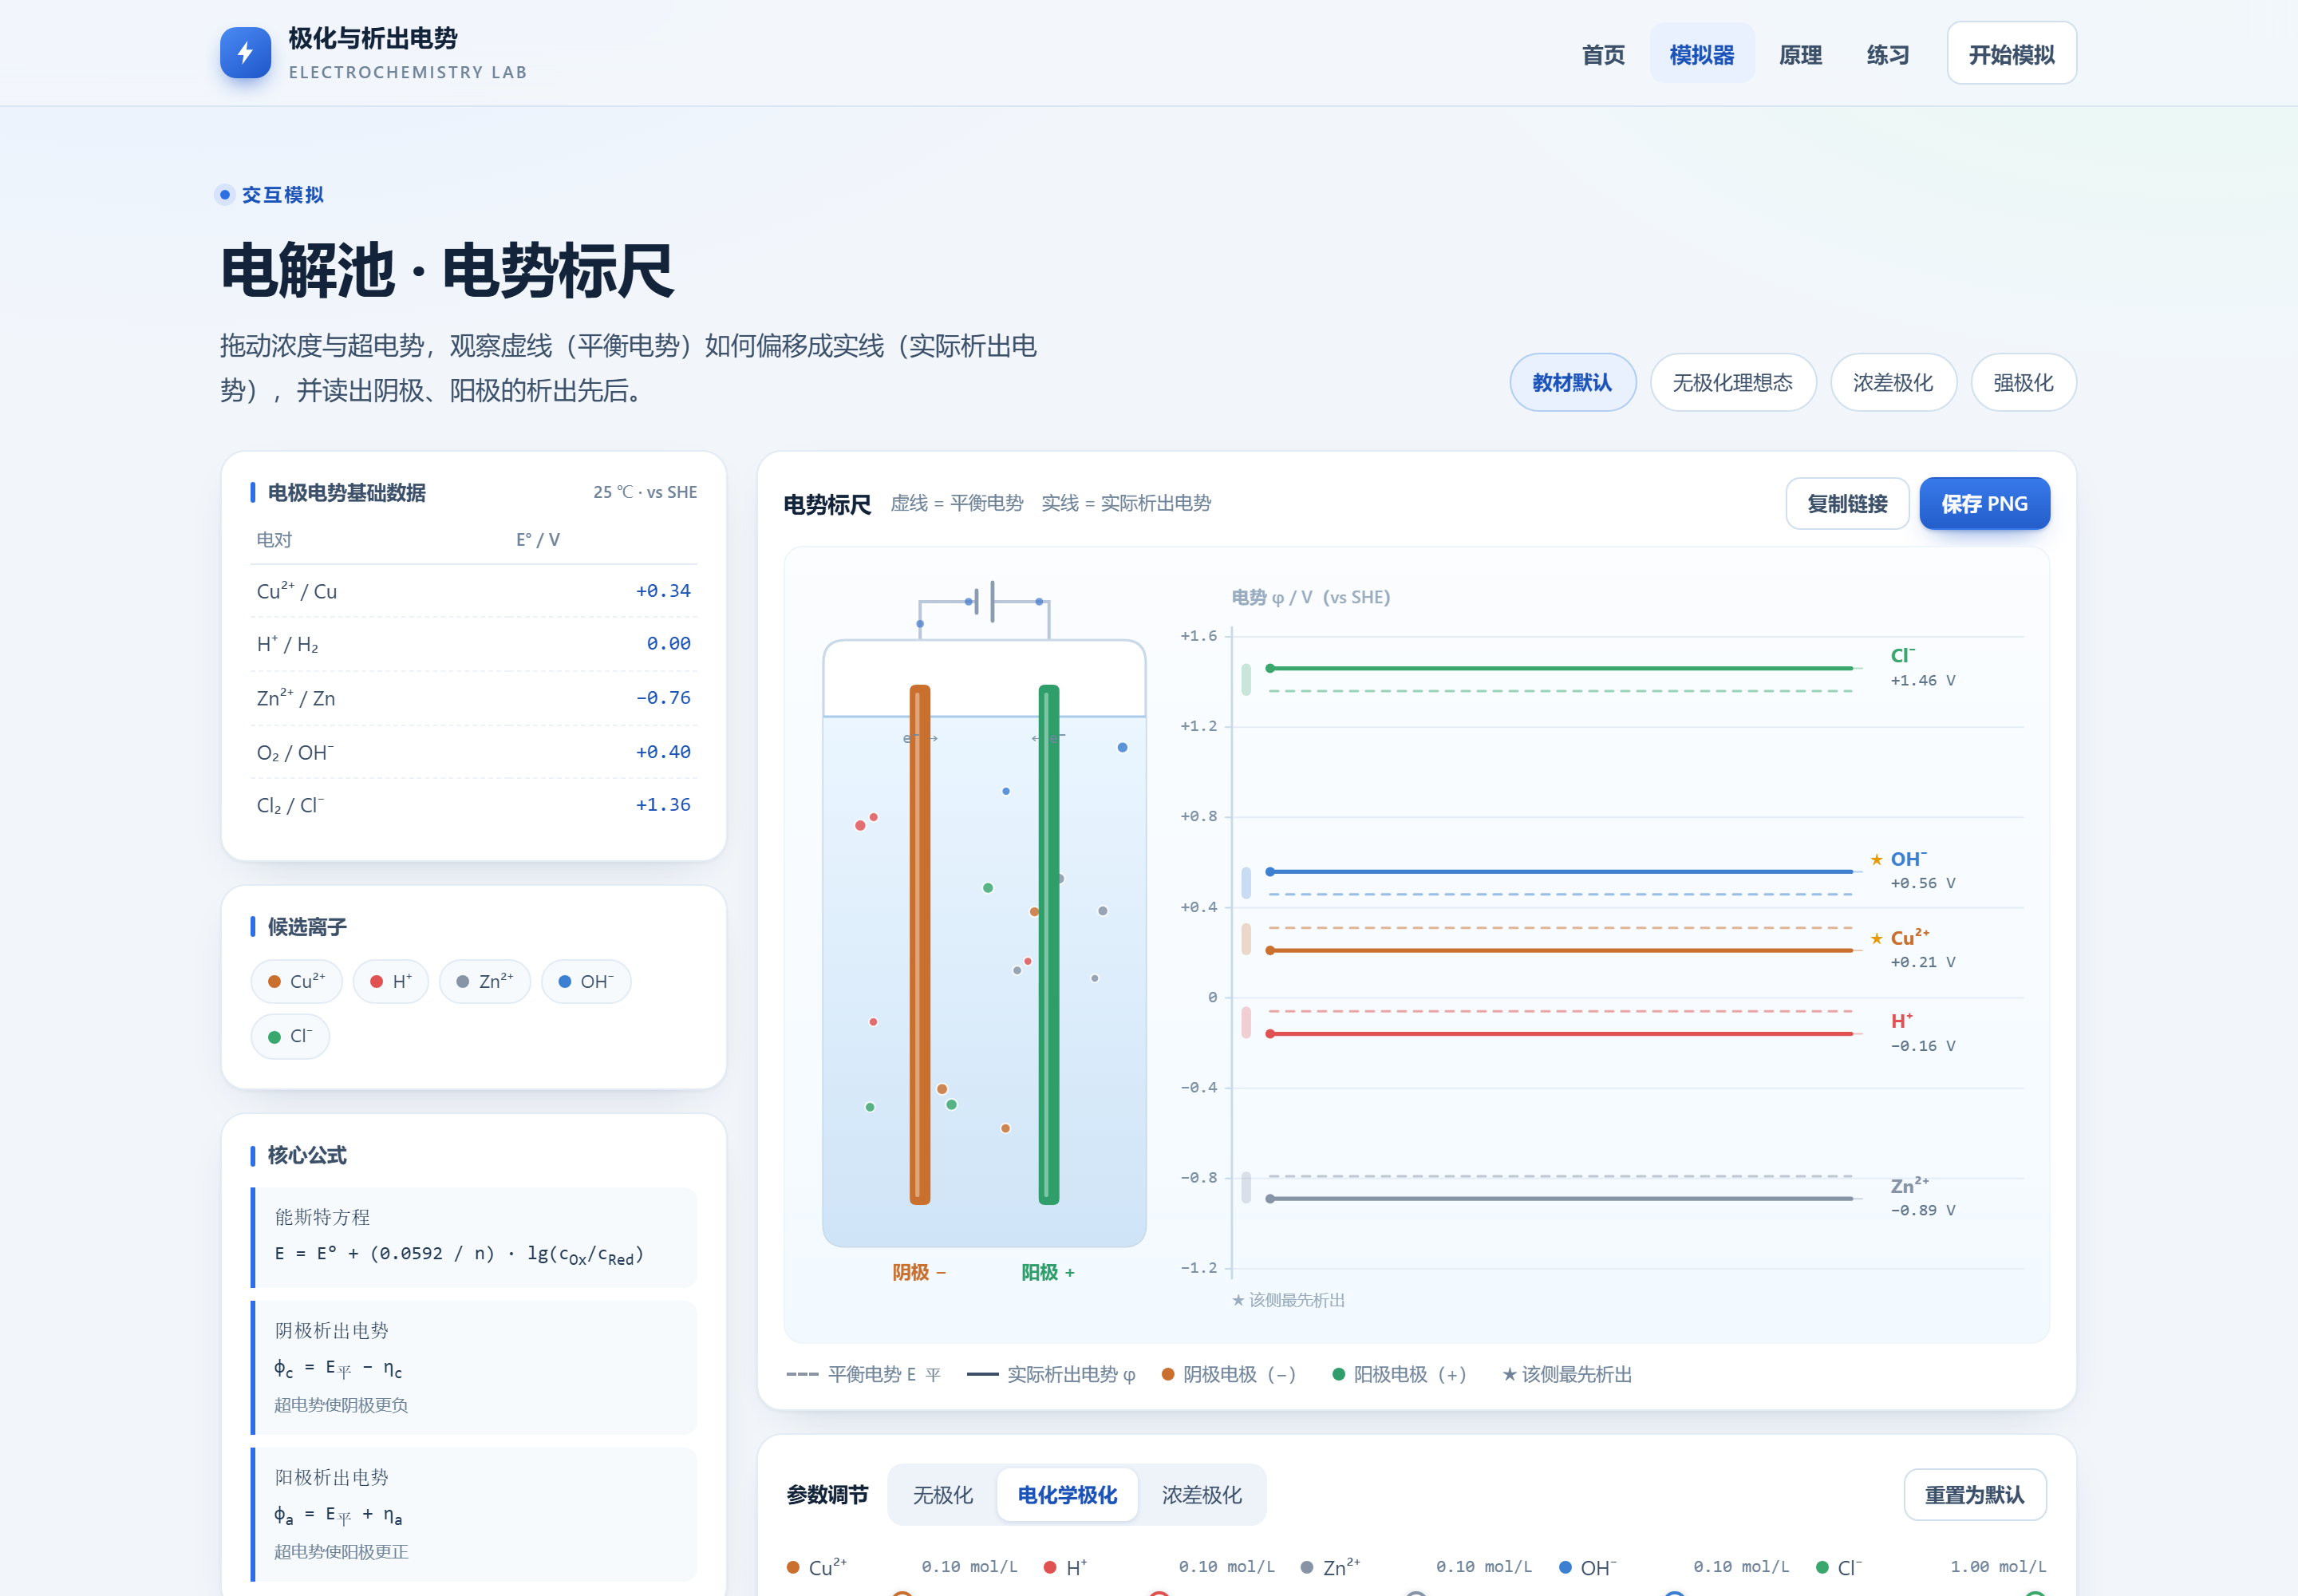 极化与析出电势
ELECTROCHEMISTRY LAB
首页 模拟器 原理 练习 开始模拟
交互模拟
电解池 · 电势标尺
拖动浓度与超电势，观察虚线（平衡电势）如何偏移成实线（实际析出电
势），并读出阴极、阳极的析出先后。
教材默认 无极化理想态 浓差极化 强极化
电极电势基础数据 25 ℃ · vs SHE
电对 E° / V
Cu²⁺ / Cu +0.34
H⁺ / H₂ 0.00
Zn²⁺ / Zn −0.76
O₂ / OH⁻ +0.40
Cl₂ / Cl⁻ +1.36
候选离子
Cu²⁺ H⁺ Zn²⁺ OH⁻
Cl⁻
核心公式
能斯特方程
E = E° + (0.0592 / n) · lg(cOx/cRed)
阴极析出电势
ϕc = E平 − ηc
超电势使阴极更负
阳极析出电势
ϕa = E平 + ηa
超电势使阳极更正
电势标尺 虚线 = 平衡电势 实线 = 实际析出电势
复制链接 保存 PNG
e⁻ →
← e⁻
阴极 −
阳极 +
电势 φ / V（vs SHE）
+1.6
+1.2
+0.8
+0.4
0
−0.4
−0.8
−1.2
Cl⁻
+1.46 V
★ OH⁻
+0.56 V
★ Cu²⁺
+0.21 V
H⁺
−0.16 V
Zn²⁺
−0.89 V
★ 该侧最先析出
平衡电势 E 平 实际析出电势 φ 阴极电极（−） 阳极电极（+） ★ 该侧最先析出
参数调节 无极化 电化学极化 浓差极化 重置为默认
Cu²⁺ 0.10 mol/L H⁺ 0.10 mol/L Zn²⁺ 0.10 mol/L OH⁻ 0.10 mol/L Cl⁻ 1.00 mol/L